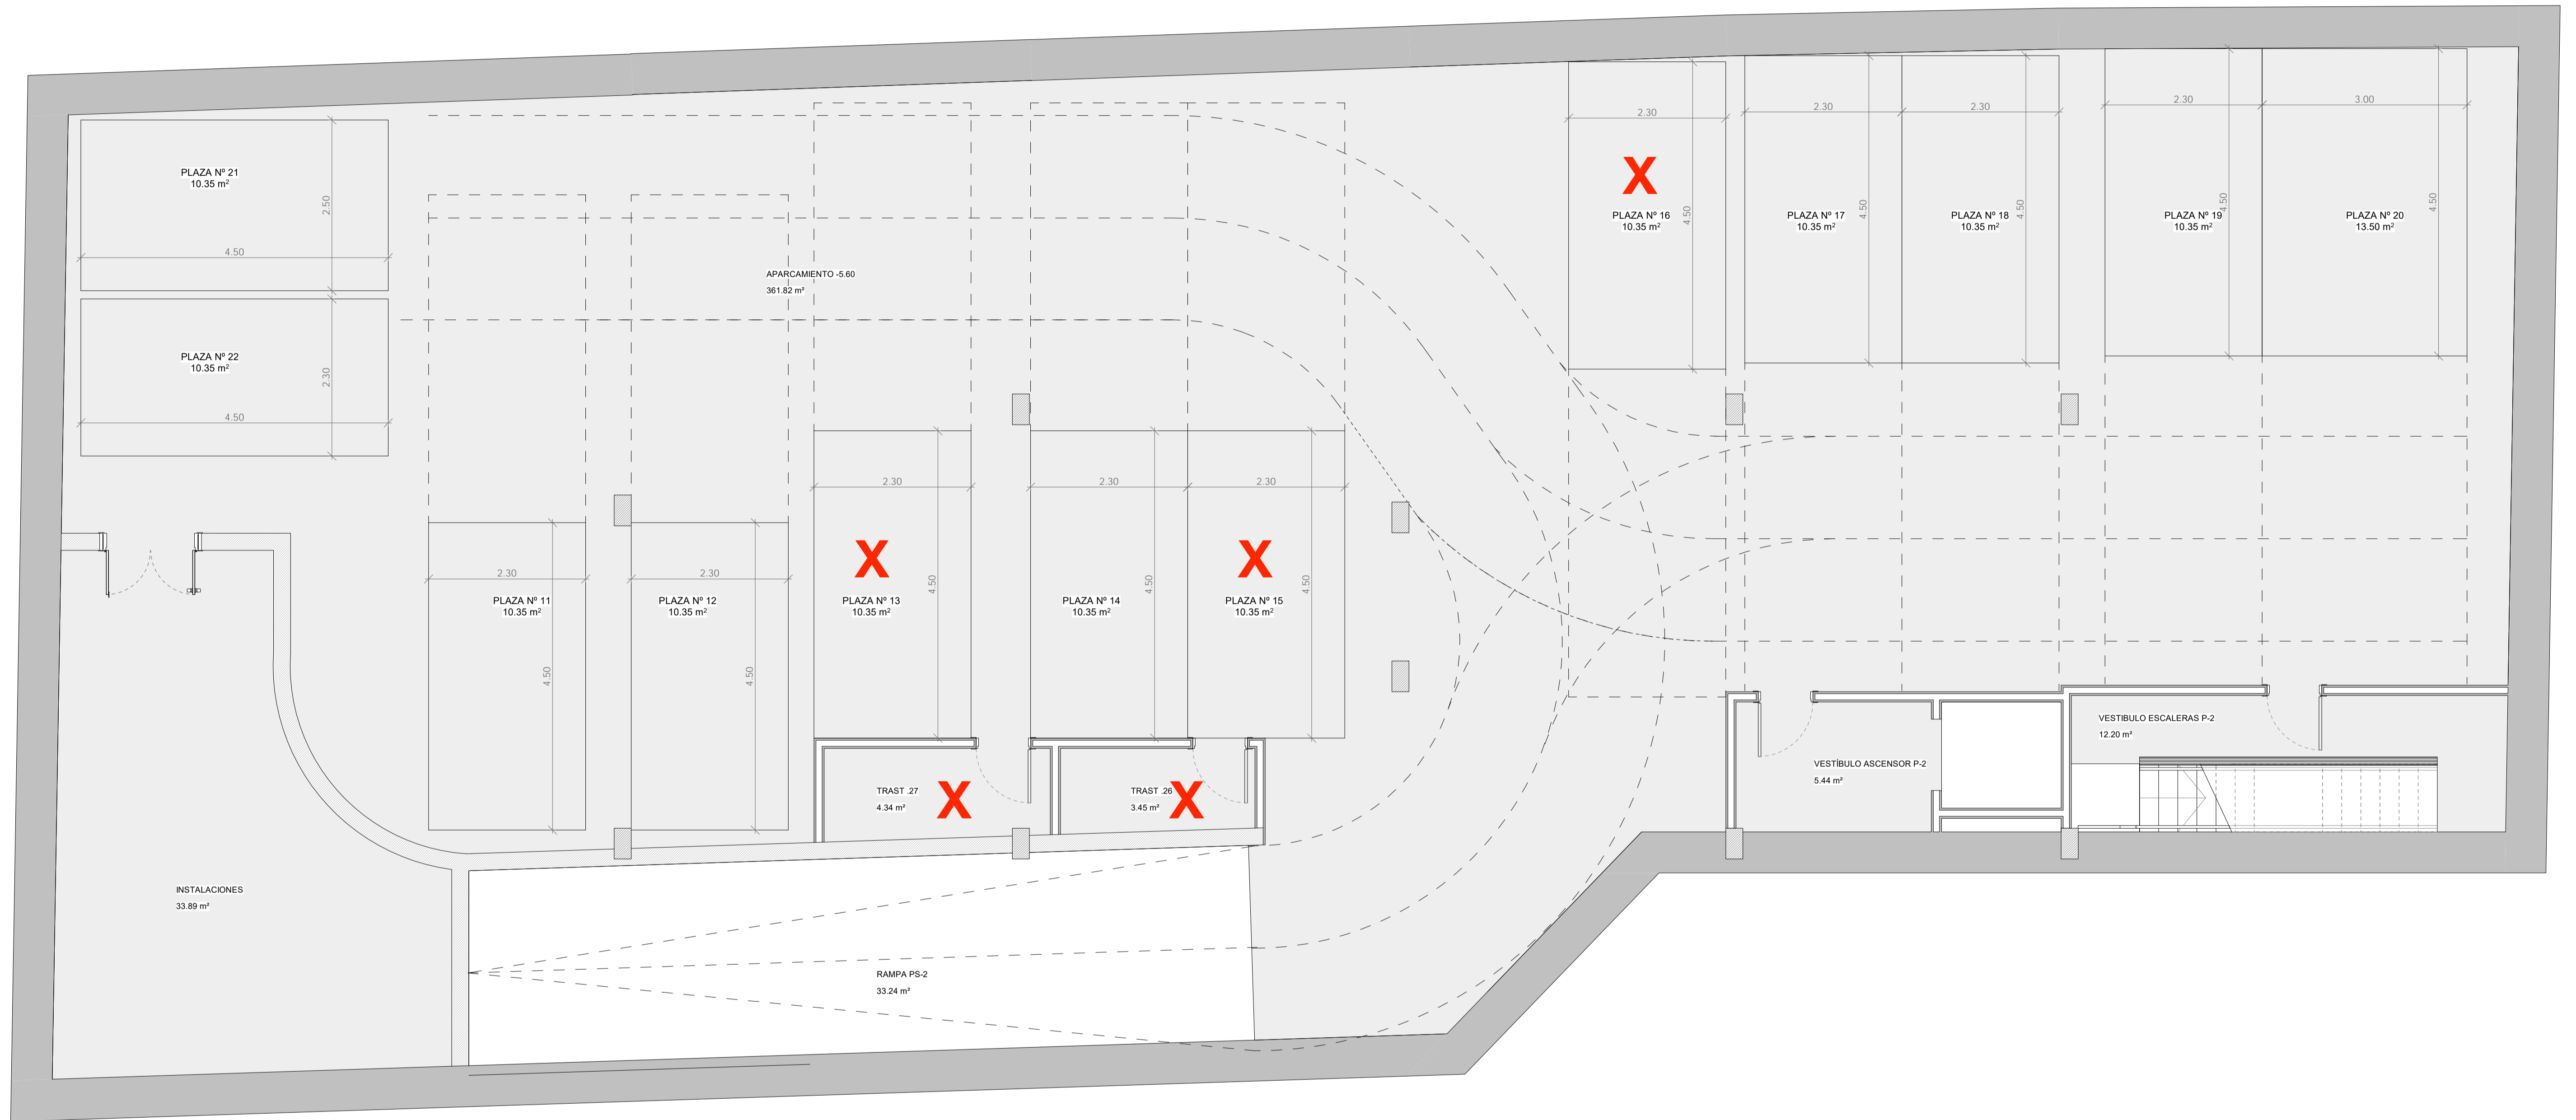 2.30
2.30
2.30
2.30
3.00
4.50
4.50
4.50
4.50
4.50
X
PLAZA Nº 21
10.35 m²
2.50
4.50
PLAZA Nº 16
10.35 m²
PLAZA Nº 17
10.35 m²
PLAZA Nº 18
10.35 m²
PLAZA Nº 19
10.35 m²
PLAZA Nº 20
13.50 m²
APARCAMIENTO -5.60
361.82 m²
PLAZA Nº 22
10.35 m²
2.30
4.50
2.30
2.30
2.30
2.30
2.30
X
X
4.50
4.50
4.50
PLAZA Nº 11
10.35 m²
PLAZA Nº 12
10.35 m²
PLAZA Nº 13
10.35 m²
PLAZA Nº 14
10.35 m²
PLAZA Nº 15
10.35 m²
4.50
4.50
VESTIBULO ESCALERAS P-2
12.20 m²
VESTÍBULO ASCENSOR P-2
5.44 m²
TRAST .27
4.34 m²
X
TRAST .26
3.45 m²
X
INSTALACIONES
33.89 m²
RAMPA PS-2
33.24 m²